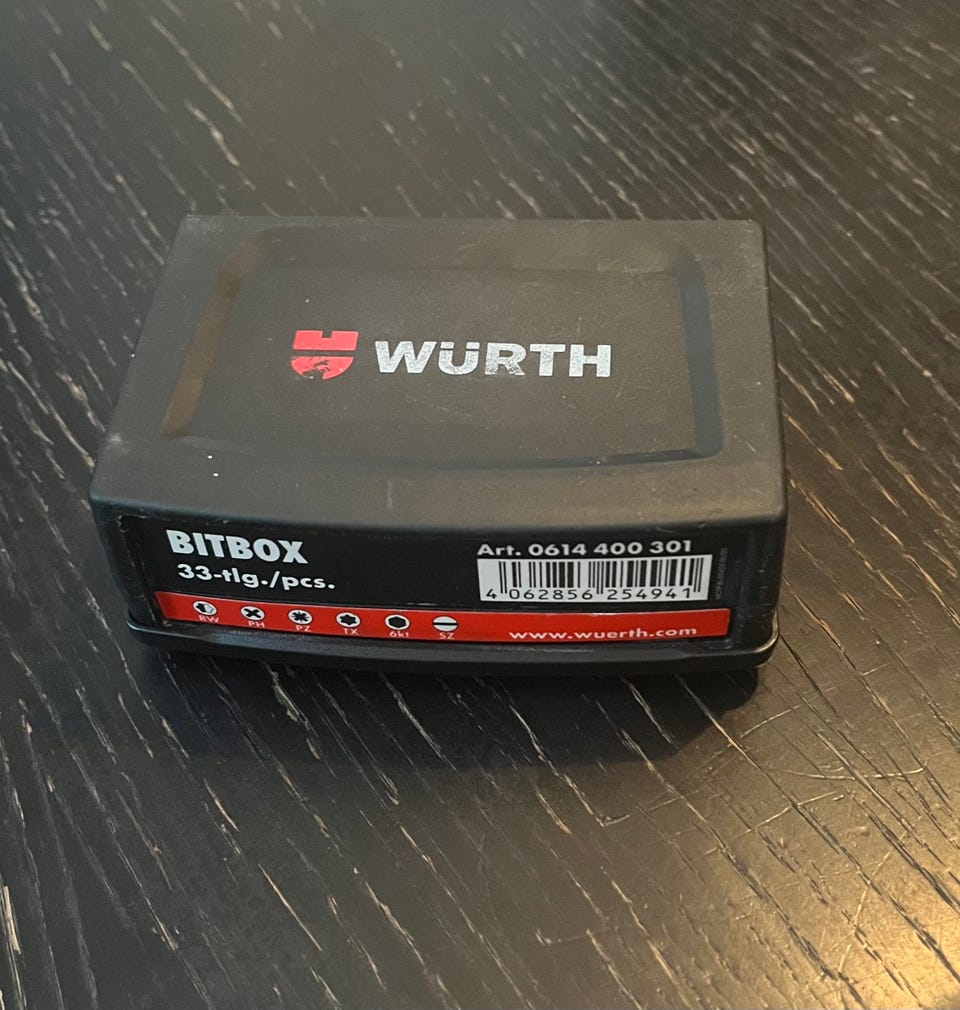 WÜRTH
BITBOX
33-tlg./pcs.
Art. 0614 400 301
4 062856 254941
RW PH PZ TX 6kt SZ
www.wuerth.com